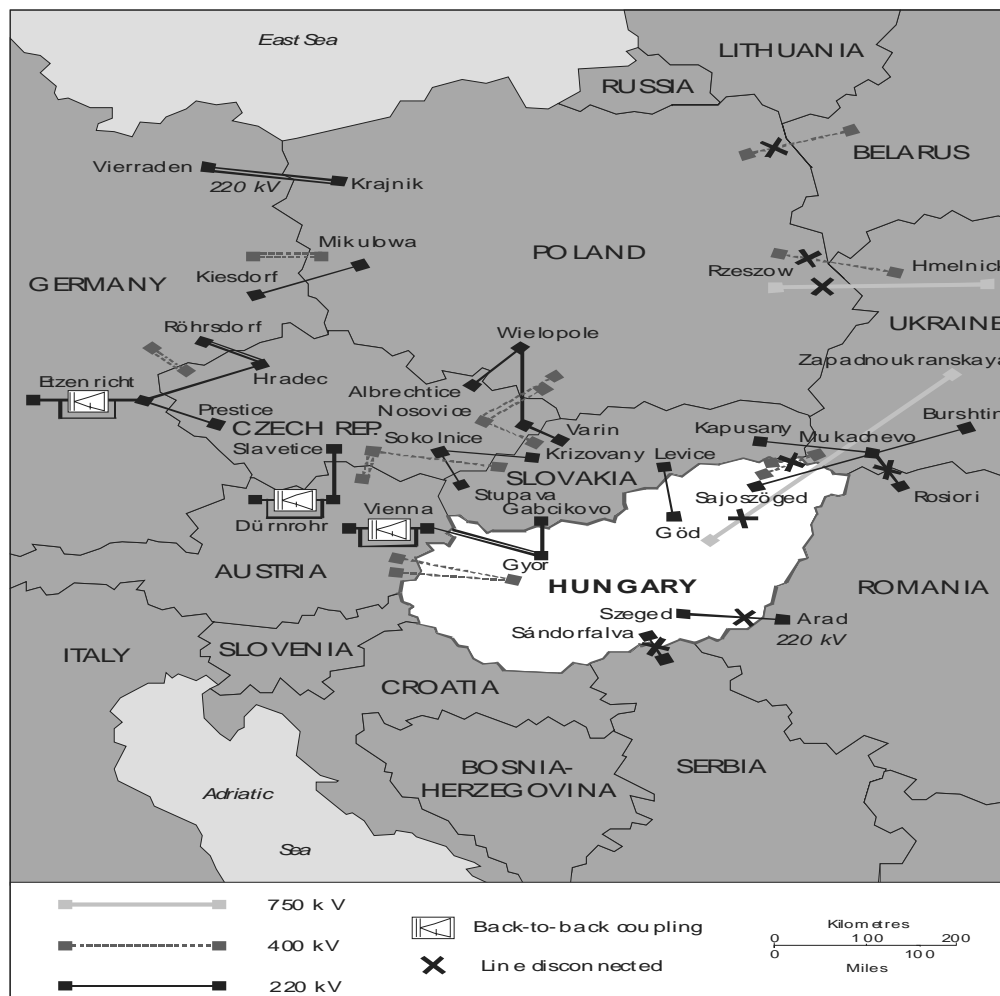 East Sea
LITHUANIA
RUSSIA
BELARUS
Vierraden
220 kV
Krajnik
POLAND
Mikulowa
GERMANY
Kiesdorf
Rzeszow
Hmelnick
UKRAINE
Röhrsdorf
Wielopole
Zapadnoukranskaya
Hradec
Etzenricht
Albrechtice
Nosovice
Burshtin
Prestice
CZECH REP.
Sokolnice
Varin
Kapusany
Mukachevo
Slavetice
Krizovany
Levice
SLOVAKIA
Stupava
Sajoszöged
Rosiori
Dürnrohr
Vienna
Gabcikovo
Göd
Gyor
AUSTRIA
HUNGARY
ROMANIA
Szeged
Arad
220 kV
Sándorfalva
ITALY
SLOVENIA
CROATIA
BOSNIA-
HERZEGOVINA
SERBIA
Adriatic
Sea
750 kV
400 kV
220 kV
Back-to-back coupling
Line disconnected
Kilometres
0 100 200
0 100
Miles